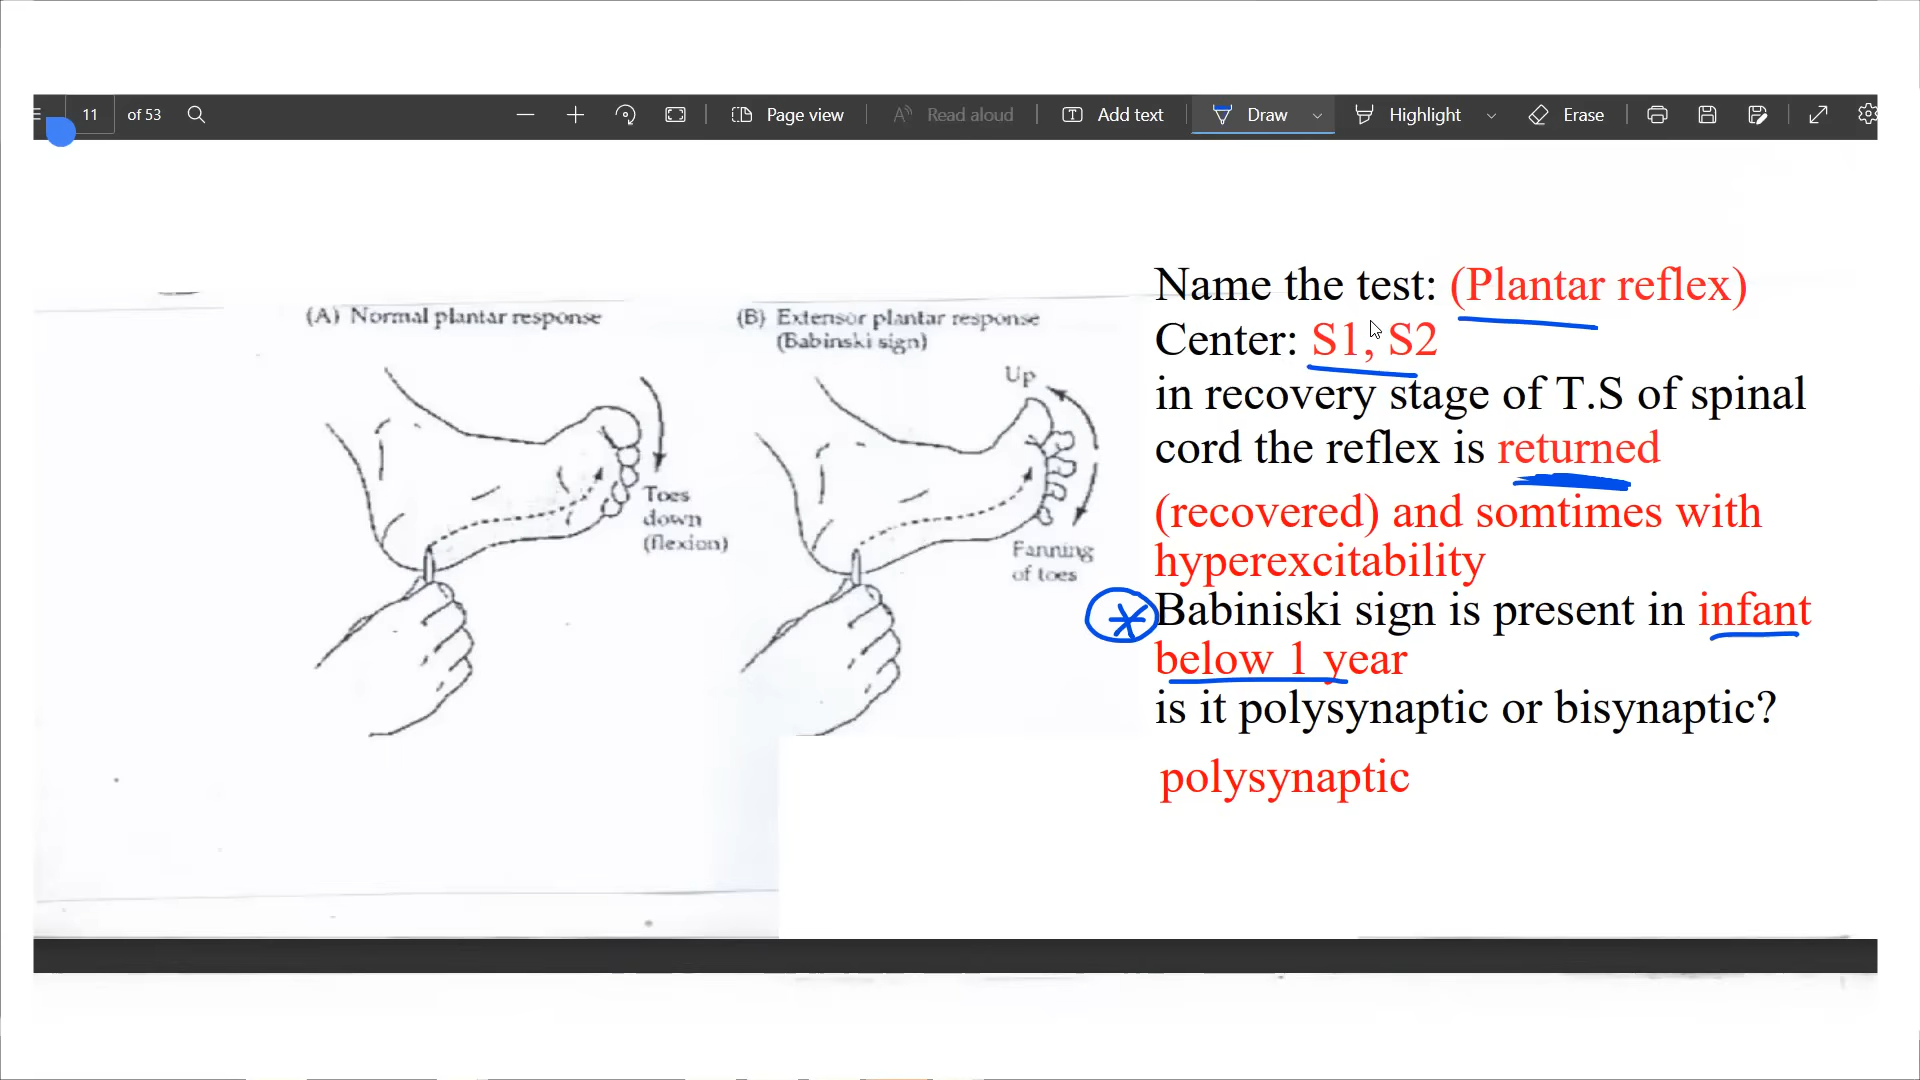 11 of 53 Page view Read aloud Add text Draw Highlight Erase
(A) Normal plantar response
Toes
down
(flexion)
(B) Extensor plantar response
(Babinski sign)
Up
Fanning
of toes
Name the test: (Plantar reflex)
Center: S1, S2
in recovery stage of T.S of spinal
cord the reflex is returned
(recovered) and somtimes with
hyperexcitability
Babiniski sign is present in infant
below 1 year
is it polysynaptic or bisynaptic?
polysynaptic